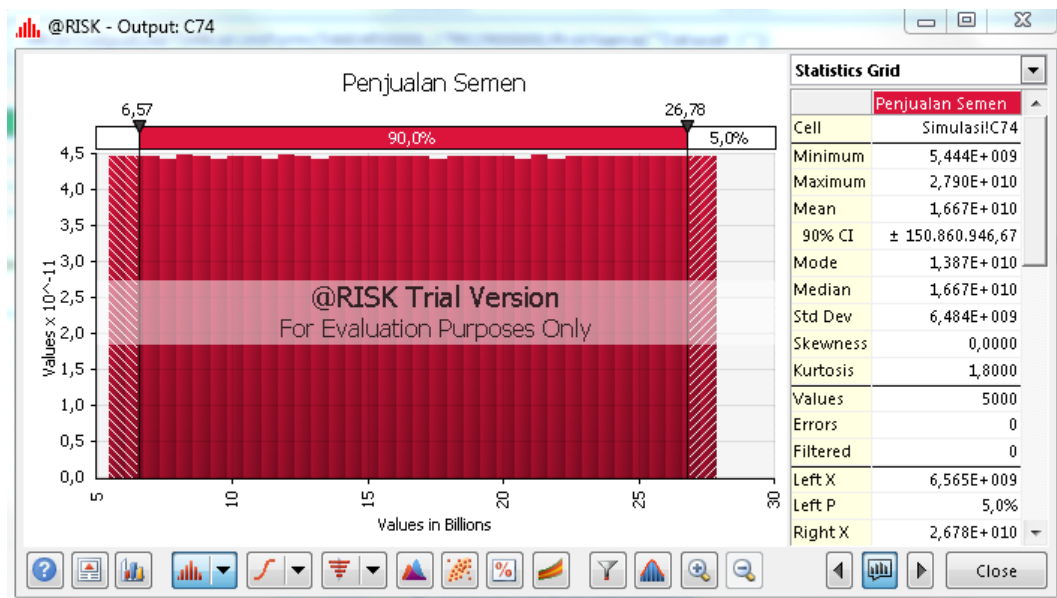 @RISK - Output: C74
Penjualan Semen
6,57
26,78
90,0%
5,0%
4,5
4,0
3,5
3,0
2,5
2,0
1,5
1,0
0,5
0,0
Values x 10^-11
@RISK Trial Version
For Evaluation Purposes Only
5
10
15
20
25
30
Values in Billions
Statistics Grid
Penjualan Semen
Cell Simulasi!C74
Minimum 5,444E+009
Maximum 2,790E+010
Mean 1,667E+010
90% CI ± 150.860.946,67
Mode 1,387E+010
Median 1,667E+010
Std Dev 6,484E+009
Skewness 0,0000
Kurtosis 1,8000
Values 5000
Errors 0
Filtered 0
Left X 6,565E+009
Left P 5,0%
Right X 2,678E+010
Close